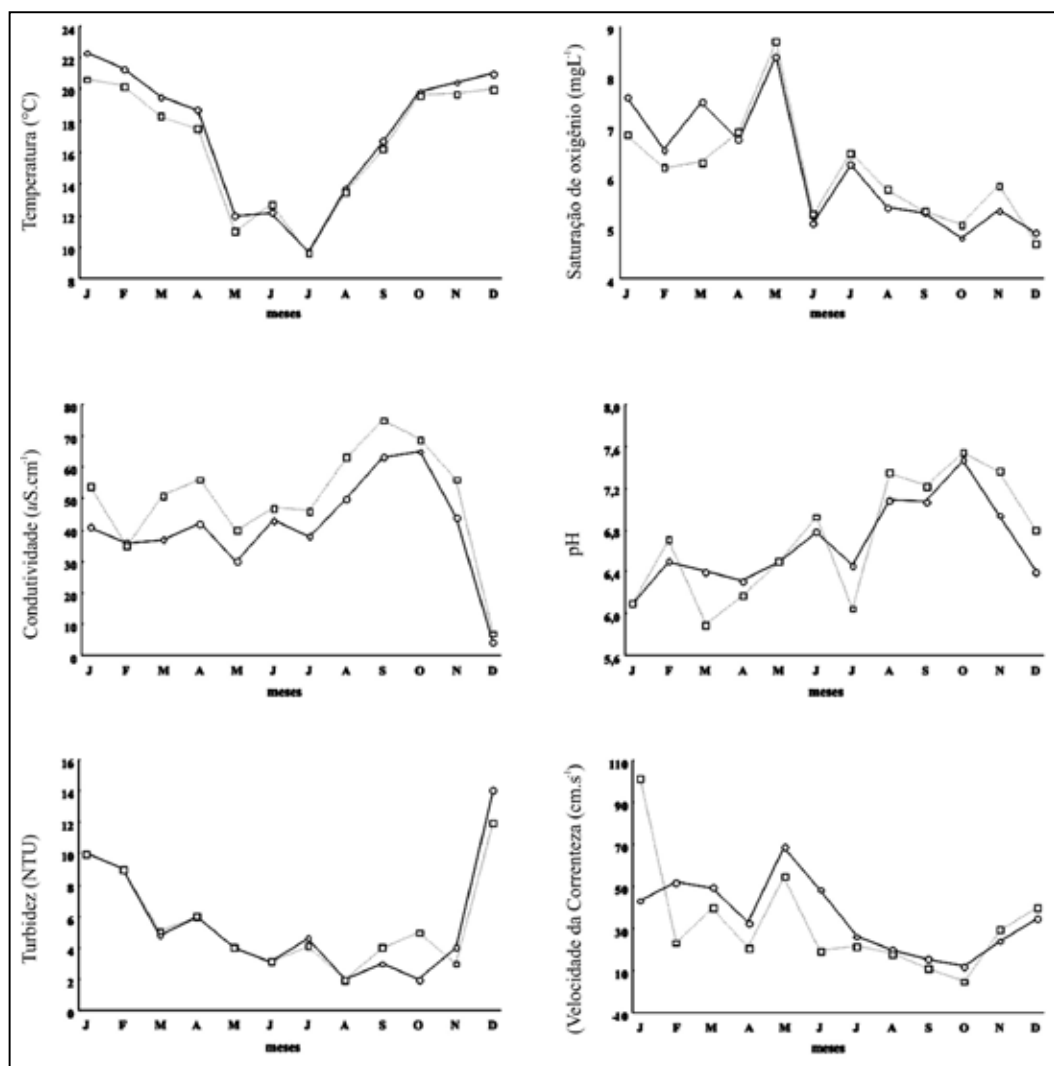 Temperatura (°C)
24
22
20
18
16
14
12
10
8
J F M A M J J A S O N D
meses
Saturação de oxigênio (mgL⁻¹)
9
8
7
6
5
4
J F M A M J J A S O N D
meses
Condutividade (uS.cm⁻¹)
80
70
60
50
40
30
20
10
0
J F M A M J J A S O N D
meses
pH
8,0
7,6
7,2
6,8
6,4
6,0
5,6
J F M A M J J A S O N D
meses
Turbidez (NTU)
16
14
12
10
8
6
4
2
0
J F M A M J J A S O N D
meses
(Velocidade da Correnteza (cm.s⁻¹)
110
90
70
50
30
10
-10
J F M A M J J A S O N D
meses